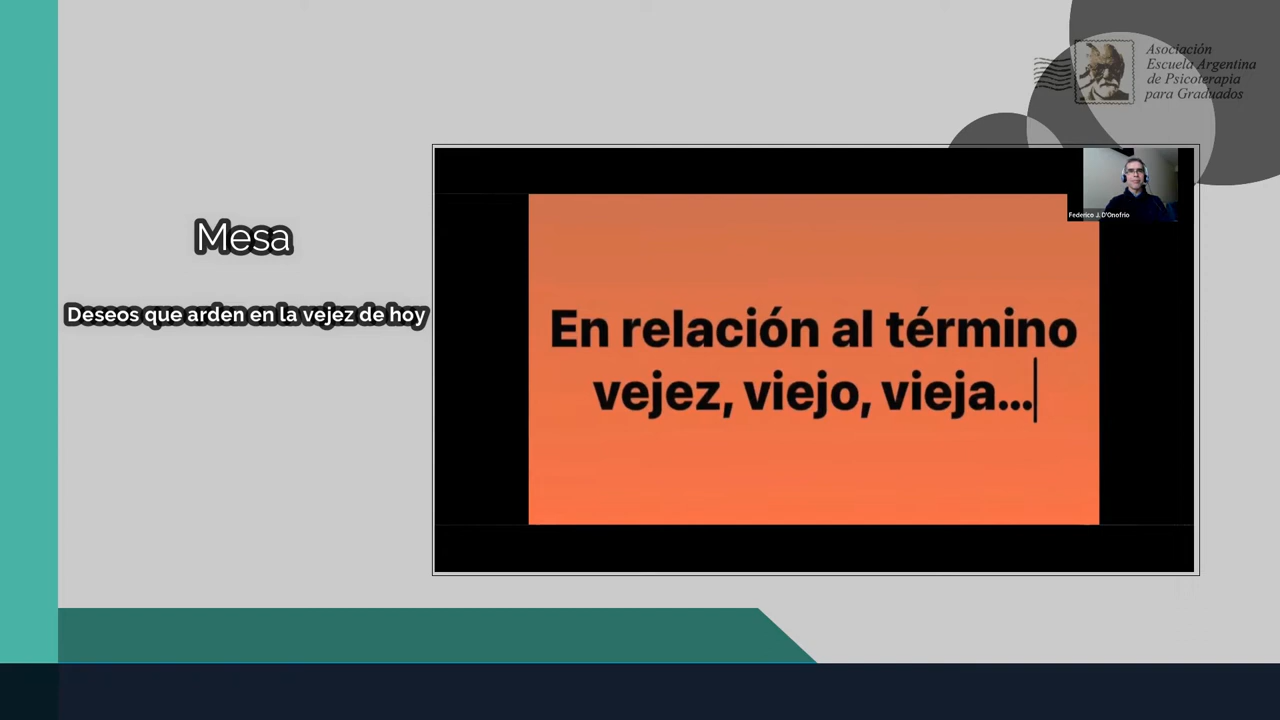 Asociación
Escuela Argentina
de Psicoterapia
para Graduados
Mesa
Deseos que arden en la vejez de hoy
Federico J. D'Onofrio
En relación al término
vejez, viejo, vieja...